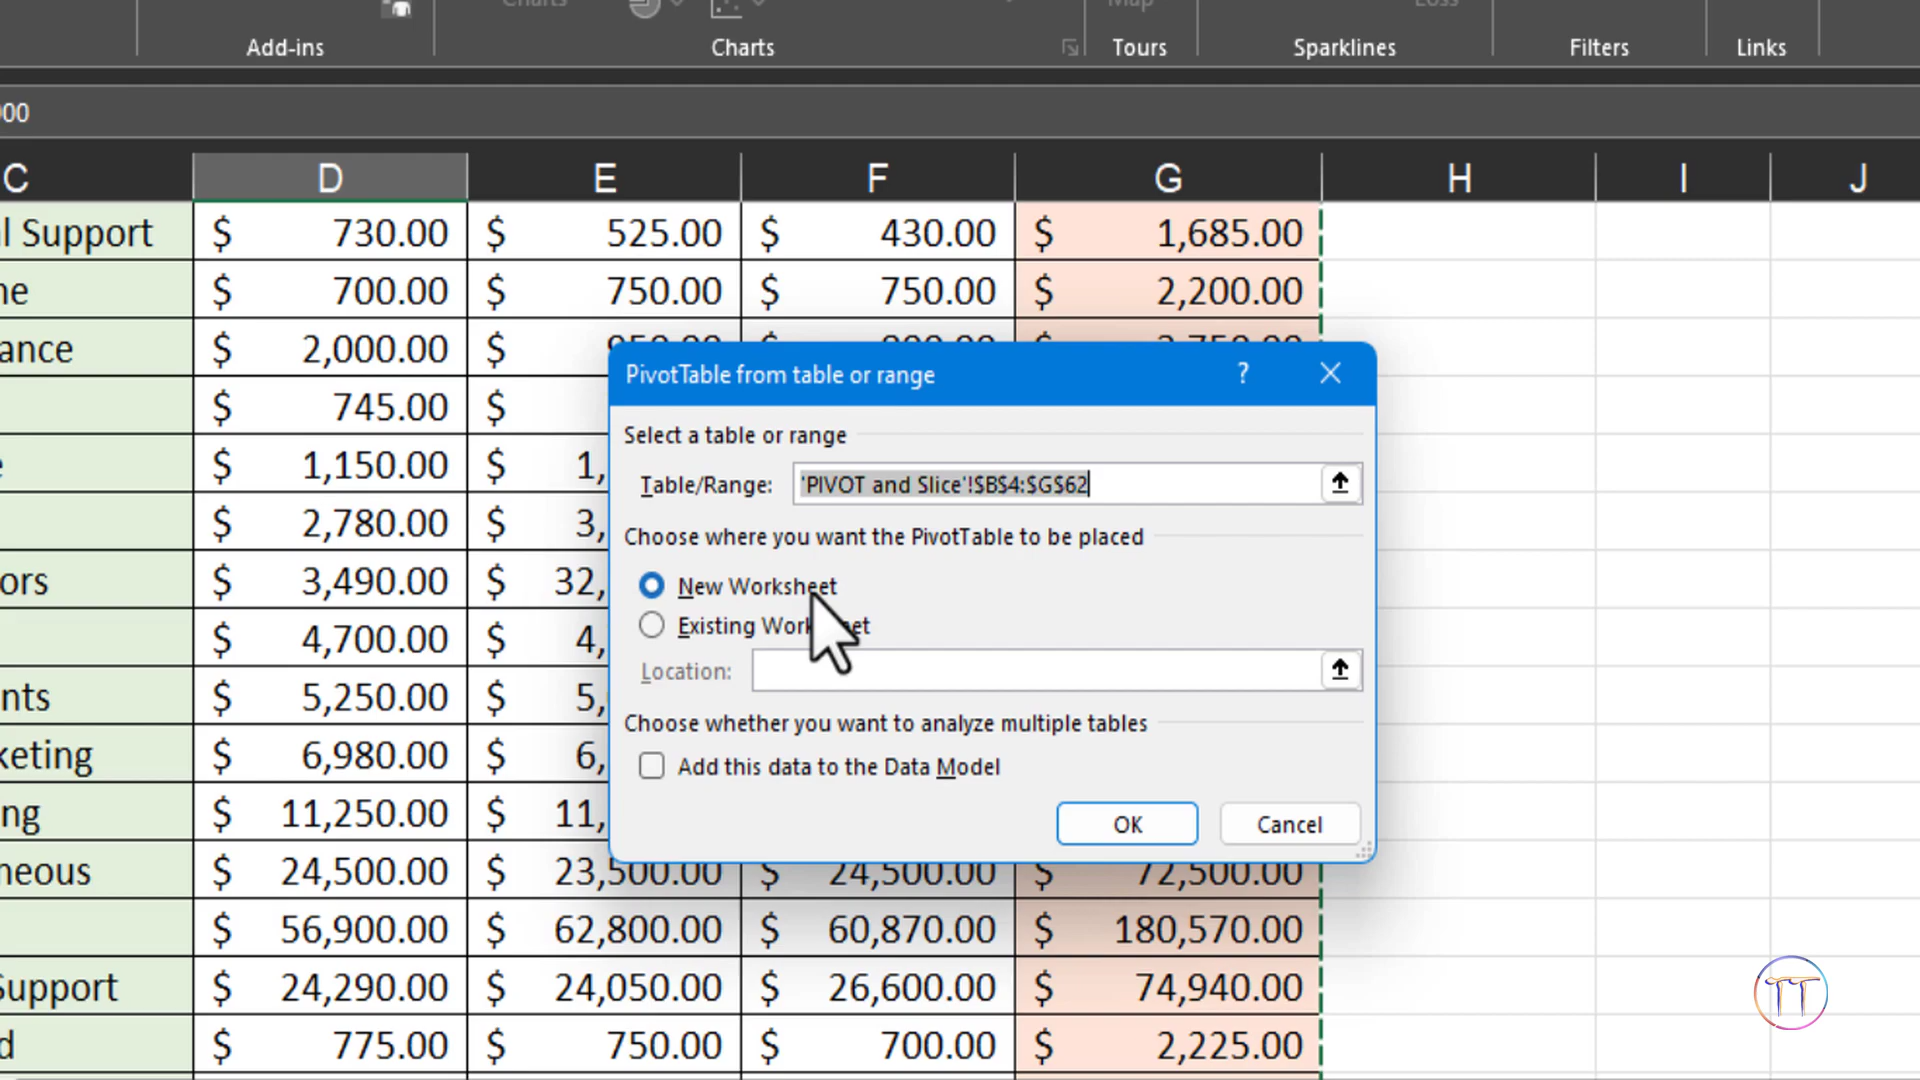 Charts Map Loss
Add-ins Charts Tours Sparklines Filters Links
000
C D E F G H I J
l Support $ 730.00 $ 525.00 $ 430.00 $ 1,685.00
ne $ 700.00 $ 750.00 $ 750.00 $ 2,200.00
ance $ 2,000.00 $
PivotTable from table or range ?
$ 745.00 $
Select a table or range
e $ 1,150.00 $ 1,
Table/Range: 'PIVOT and Slice'!$B$4:$G$62
$ 2,780.00 $ 3,
Choose where you want the PivotTable to be placed
ors $ 3,490.00 $ 32,
New Worksheet
Existing Worksheet
$ 4,700.00 $ 4,
Location:
nts $ 5,250.00 $ 5,
Choose whether you want to analyze multiple tables
keting $ 6,980.00 $ 6,
Add this data to the Data Model
ng $ 11,250.00 $ 11,
OK Cancel
neous $ 24,500.00 $ 23,500.00 $ 24,500.00 $ 72,500.00
$ 56,900.00 $ 62,800.00 $ 60,870.00 $ 180,570.00
Support $ 24,290.00 $ 24,050.00 $ 26,600.00 $ 74,940.00
d $ 775.00 $ 750.00 $ 700.00 $ 2,225.00
TT